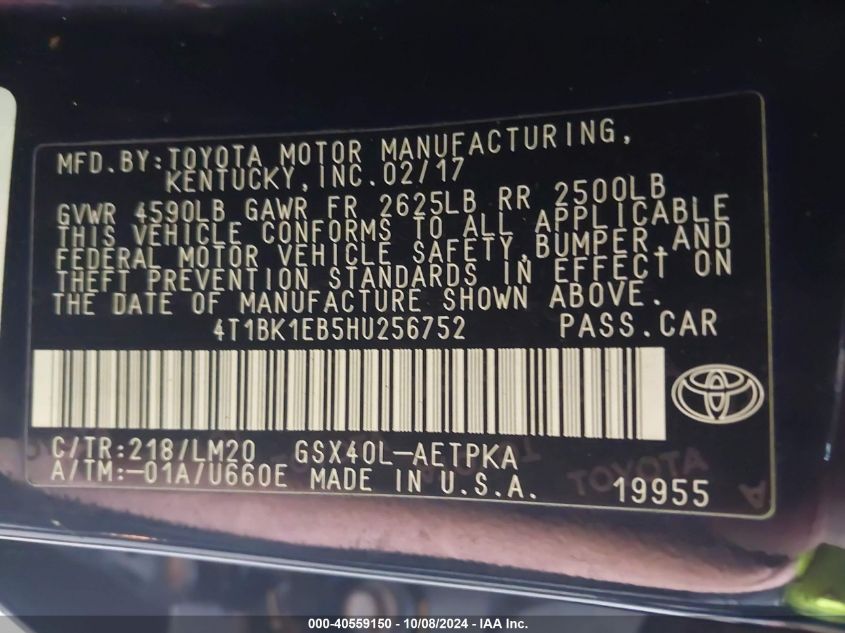 MFD.BY:TOYOTA MOTOR MANUFACTURING,
KENTUCKY,INC.02/17
GVWR 4590LB GAWR FR 2625LB RR 2500LB
THIS VEHICLE CONFORMS TO ALL APPLICABLE
FEDERAL MOTOR VEHICLE SAFETY,BUMPER,AND
THEFT PREVENTION STANDARDS IN EFFECT ON
THE DATE OF MANUFACTURE SHOWN ABOVE.
4T1BK1EB5HU256752 PASS.CAR
C/TR:218/LM20 GSX40L-AETPKA
A/TM:-01A/U660E MADE IN U.S.A. 19955
TOYOTA
000-40559150 - 10/08/2024 - IAA Inc.